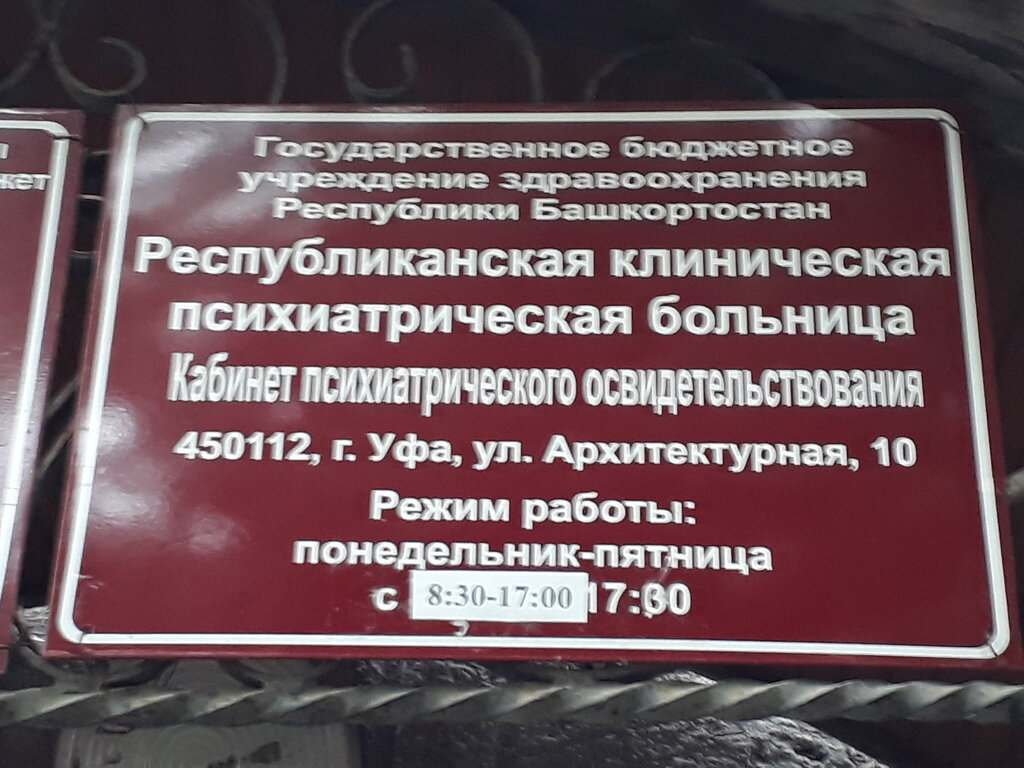 Государственное бюджетное
учреждение здравоохранения
Республики Башкортостан
Республиканская клиническая
психиатрическая больница
Кабинет психиатрического освидетельствования
450112, г. Уфа, ул. Архитектурная, 10
Режим работы:
понедельник-пятница
с 8:30-17:00 17:30